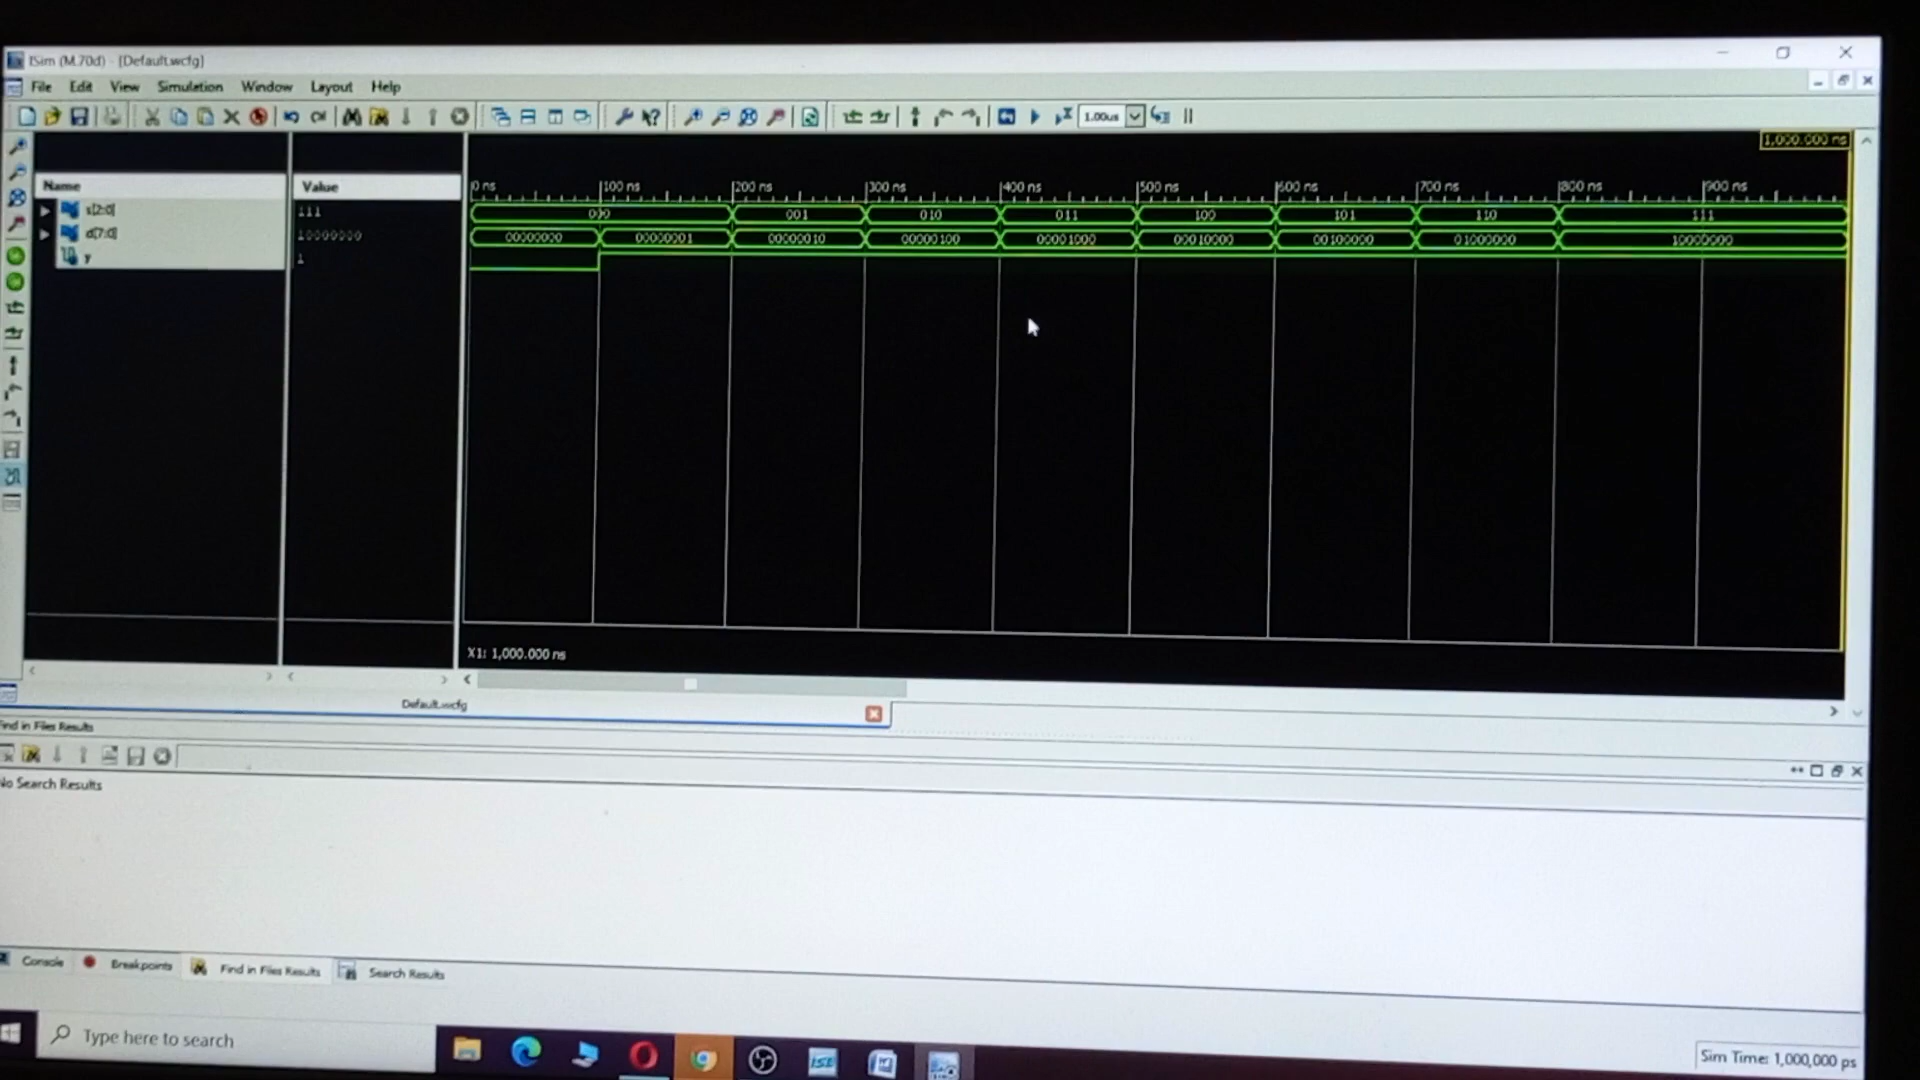 ISim (M.70d) - [Default.wcfg]
File Edit View Simulation Window Layout Help
1.00us
1,000.000 ns
Name Value 0 ns 100 ns 200 ns 300 ns 400 ns 500 ns 600 ns 700 ns 800 ns 900 ns
s[2:0] 111 000 001 010 011 100 101 110 111
d[7:0] 10000000 00000000 00000001 00000010 00000100 00001000 00010000 00100000 01000000 10000000
y 1
X1: 1,000.000 ns
Default.wcfg
Find in Files Results
No Search Results
Console Breakpoints Find in Files Results Search Results
Type here to search
ISE
Sim Time: 1,000,000 ps